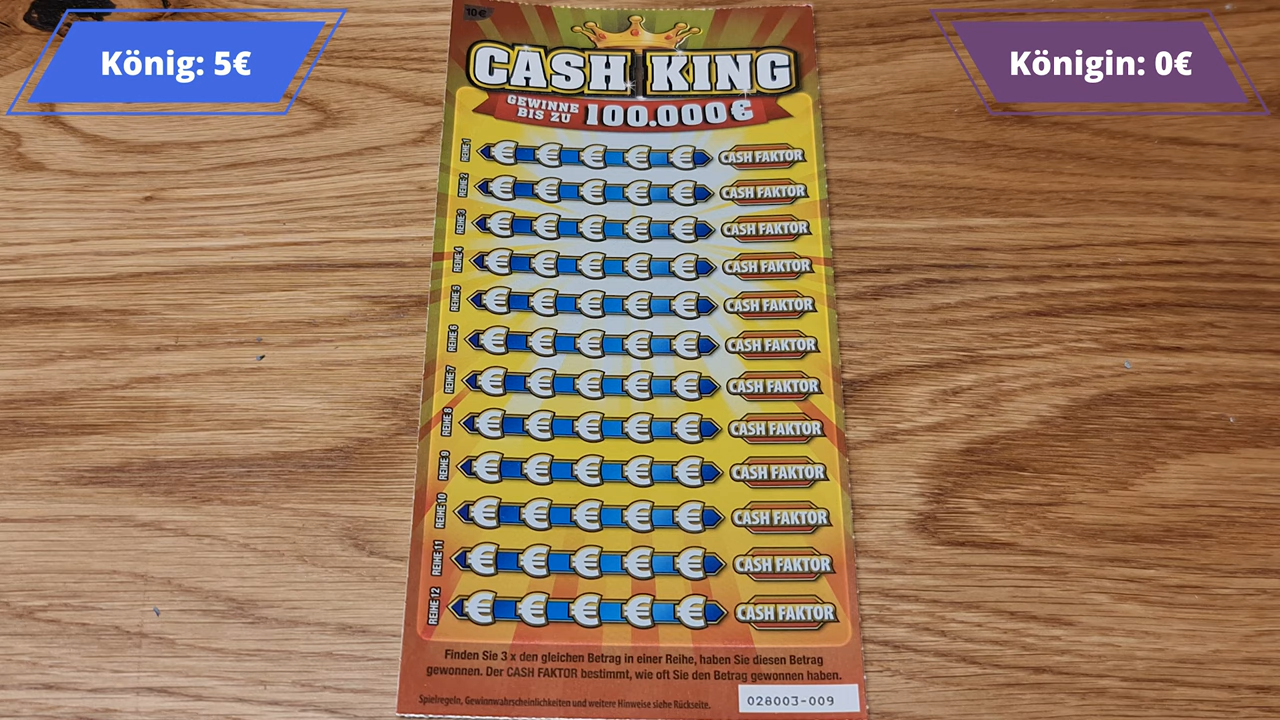 König: 5€
Königin: 0€
10€
CASH KING
GEWINNE
BIS ZU
100.000€
REIHE 1 € € € € € CASH FAKTOR
REIHE 2 € € € € € CASH FAKTOR
REIHE 3 € € € € € CASH FAKTOR
REIHE 4 € € € € € CASH FAKTOR
REIHE 5 € € € € € CASH FAKTOR
REIHE 6 € € € € € CASH FAKTOR
REIHE 7 € € € € € CASH FAKTOR
REIHE 8 € € € € € CASH FAKTOR
REIHE 9 € € € € € CASH FAKTOR
REIHE 10 € € € € € CASH FAKTOR
REIHE 11 € € € € € CASH FAKTOR
REIHE 12 € € € € € CASH FAKTOR
Finden Sie 3 x den gleichen Betrag in einer Reihe, haben Sie diesen Betrag
gewonnen. Der CASH FAKTOR bestimmt, wie oft Sie den Betrag gewonnen haben.
Spielregeln, Gewinnwahrscheinlichkeiten und weitere Hinweise siehe Rückseite.
028003-009